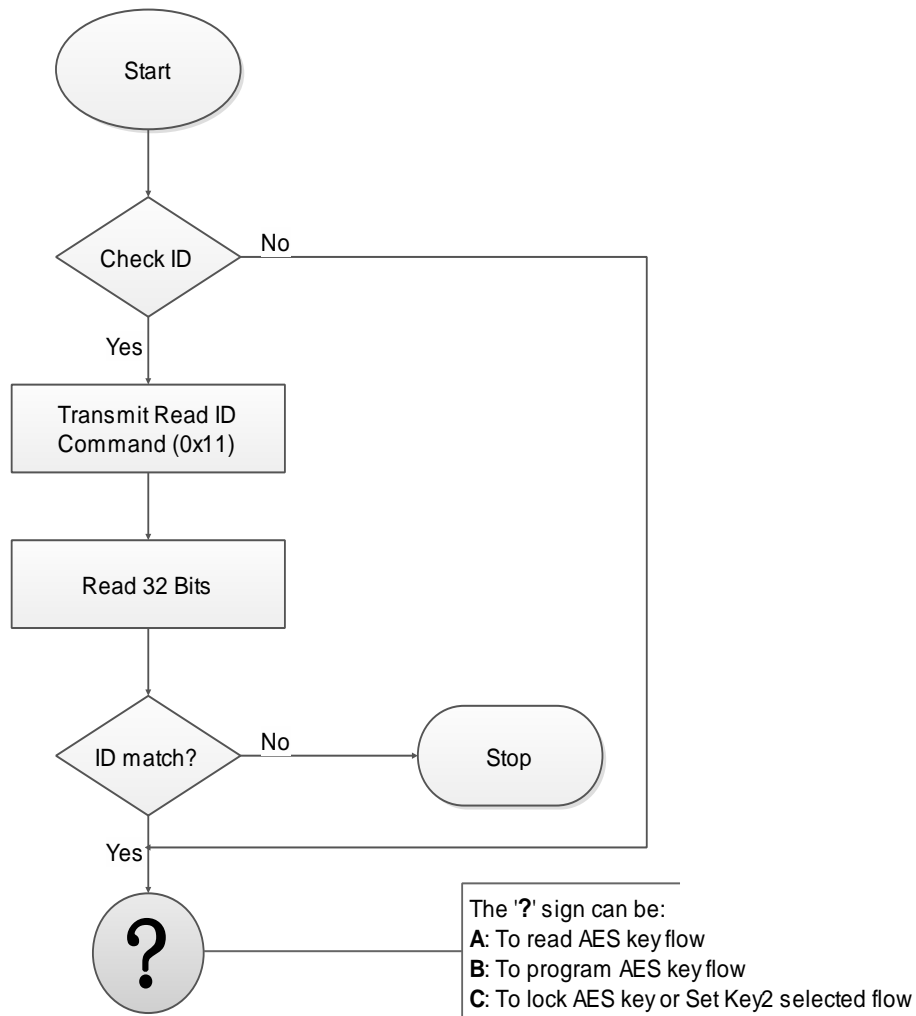 Start
Check ID
No
Yes
Transmit Read ID
Command (0x11)
Read 32 Bits
ID match?
No
Stop
Yes
?
The '?' sign can be:
A: To read AES key flow
B: To program AES key flow
C: To lock AES key or Set Key2 selected flow